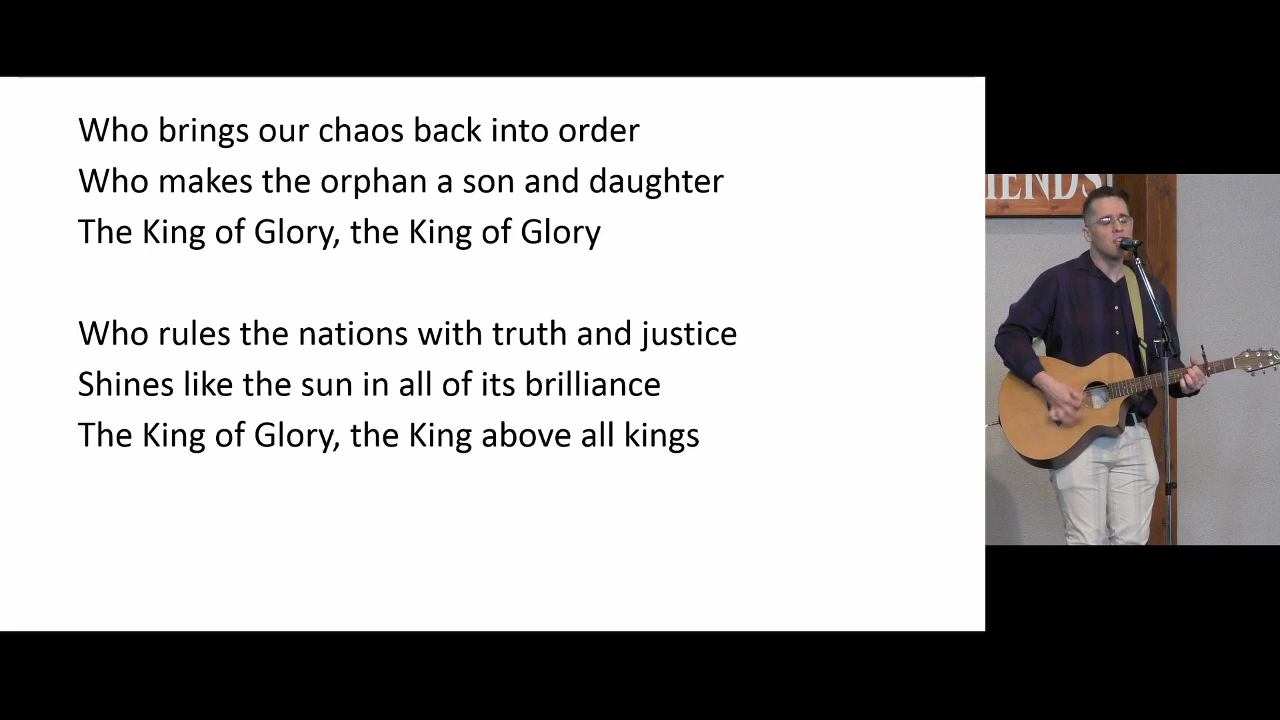 Who brings our chaos back into order
Who makes the orphan a son and daughter
The King of Glory, the King of Glory
Who rules the nations with truth and justice
Shines like the sun in all of its brilliance
The King of Glory, the King above all kings